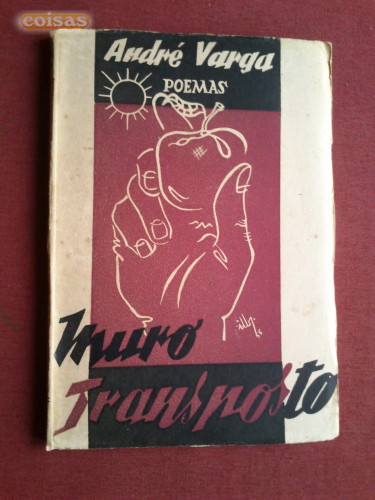 coisas
André Varga
POEMAS
Muro
Transposto